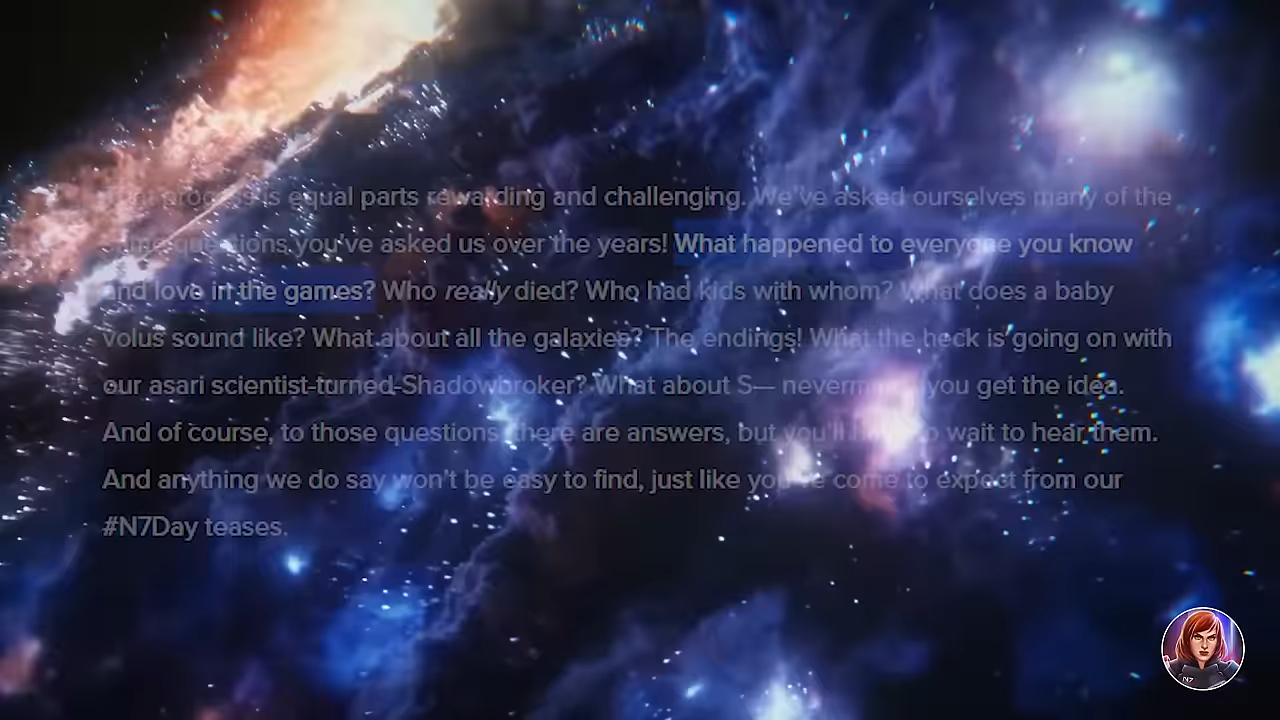 is equal parts rewarding and challenging. We've asked ourselves many of the
you've asked us over the years! What happened to everyone you know
and love in the games? Who really died? Who had kids with whom? What does a baby
volus sound like? What about all the galaxies? The endings! What the heck is going on with
our asari scientist-turned-Shadowbroker? What about S— nevermind, you get the idea.
And of course, to those questions there are answers, but you'll have to wait to hear them.
And anything we do say won't be easy to find, just like you've come to expect from our
#N7Day teases.
N7